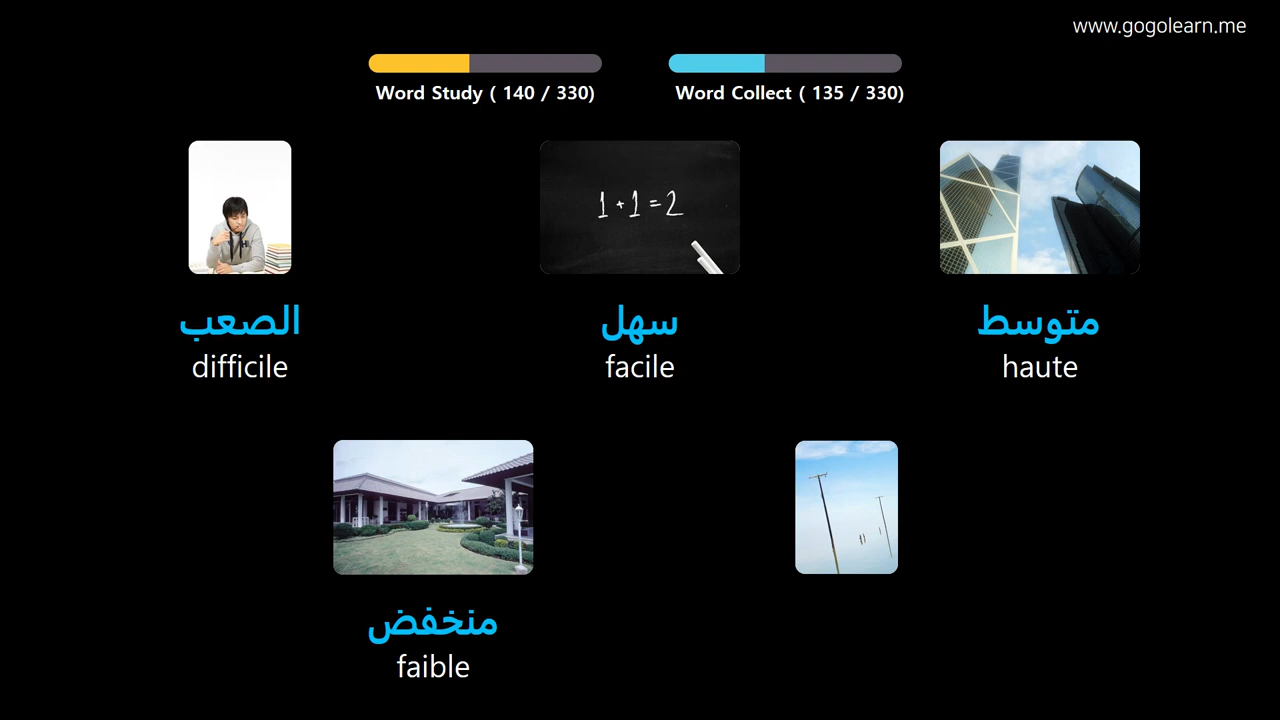 www.gogolearn.me
Word Study ( 140 / 330)
Word Collect ( 135 / 330)
1+1=2
الصعب
difficile
سهل
facile
متوسط
haute
منخفض
faible